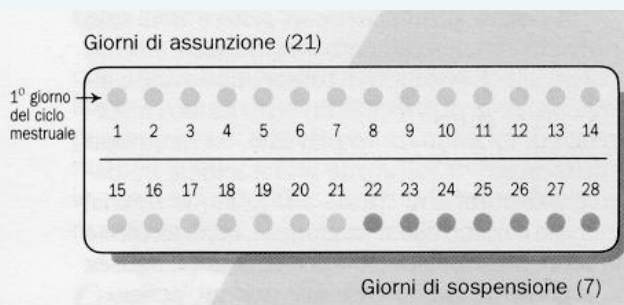 Giorni di assunzione (21)
1⁰ giorno
del ciclo
mestruale
1 2 3 4 5 6 7 8 9 10 11 12 13 14
15 16 17 18 19 20 21 22 23 24 25 26 27 28
Giorni di sospensione (7)